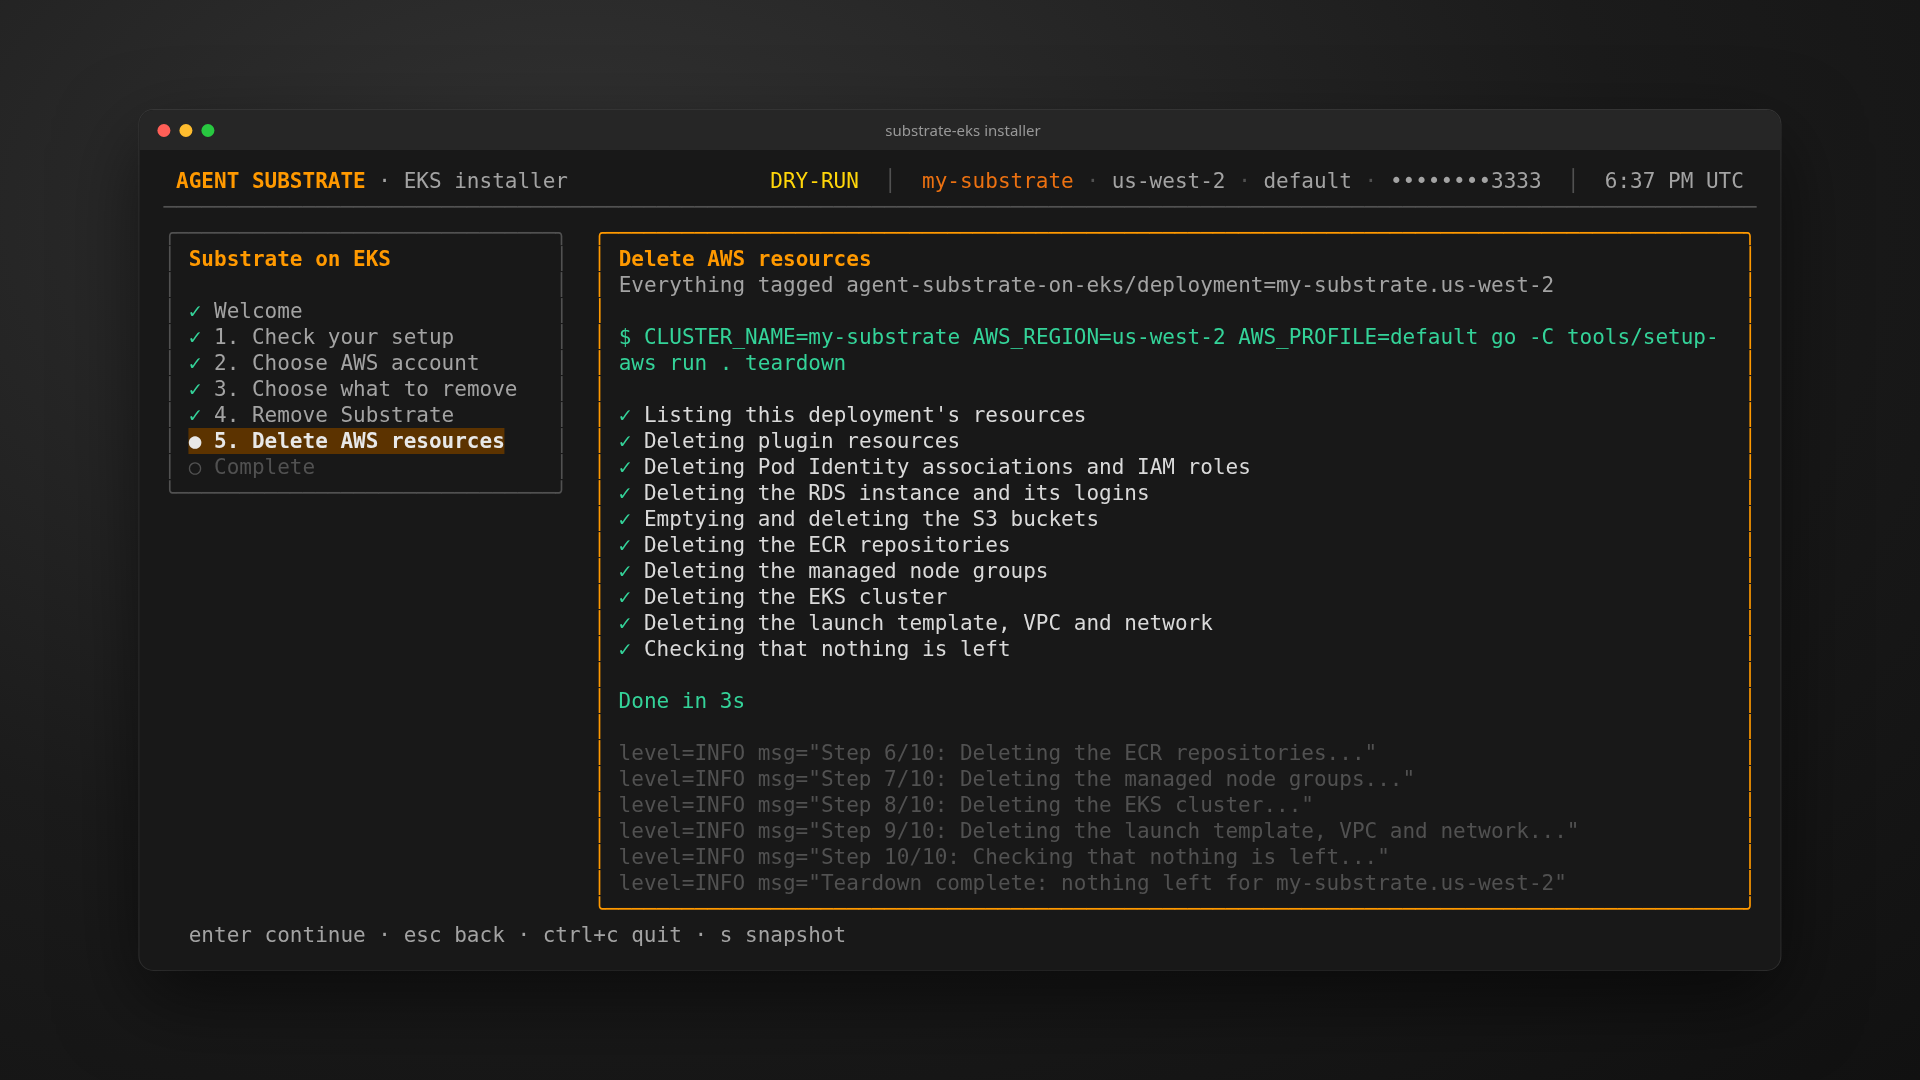 substrate-eks installer
AGENT SUBSTRATE · EKS installer DRY-RUN │ my-substrate · us-west-2 · default · ••••••••3333 │ 6:37 PM UTC
Substrate on EKS
✓ Welcome
✓ 1. Check your setup
✓ 2. Choose AWS account
✓ 3. Choose what to remove
✓ 4. Remove Substrate
● 5. Delete AWS resources
○ Complete
Delete AWS resources
Everything tagged agent-substrate-on-eks/deployment=my-substrate.us-west-2
$ CLUSTER_NAME=my-substrate AWS_REGION=us-west-2 AWS_PROFILE=default go -C tools/setup-
aws run . teardown
✓ Listing this deployment's resources
✓ Deleting plugin resources
✓ Deleting Pod Identity associations and IAM roles
✓ Deleting the RDS instance and its logins
✓ Emptying and deleting the S3 buckets
✓ Deleting the ECR repositories
✓ Deleting the managed node groups
✓ Deleting the EKS cluster
✓ Deleting the launch template, VPC and network
✓ Checking that nothing is left
Done in 3s
level=INFO msg="Step 6/10: Deleting the ECR repositories..."
level=INFO msg="Step 7/10: Deleting the managed node groups..."
level=INFO msg="Step 8/10: Deleting the EKS cluster..."
level=INFO msg="Step 9/10: Deleting the launch template, VPC and network..."
level=INFO msg="Step 10/10: Checking that nothing is left..."
level=INFO msg="Teardown complete: nothing left for my-substrate.us-west-2"
enter continue · esc back · ctrl+c quit · s snapshot